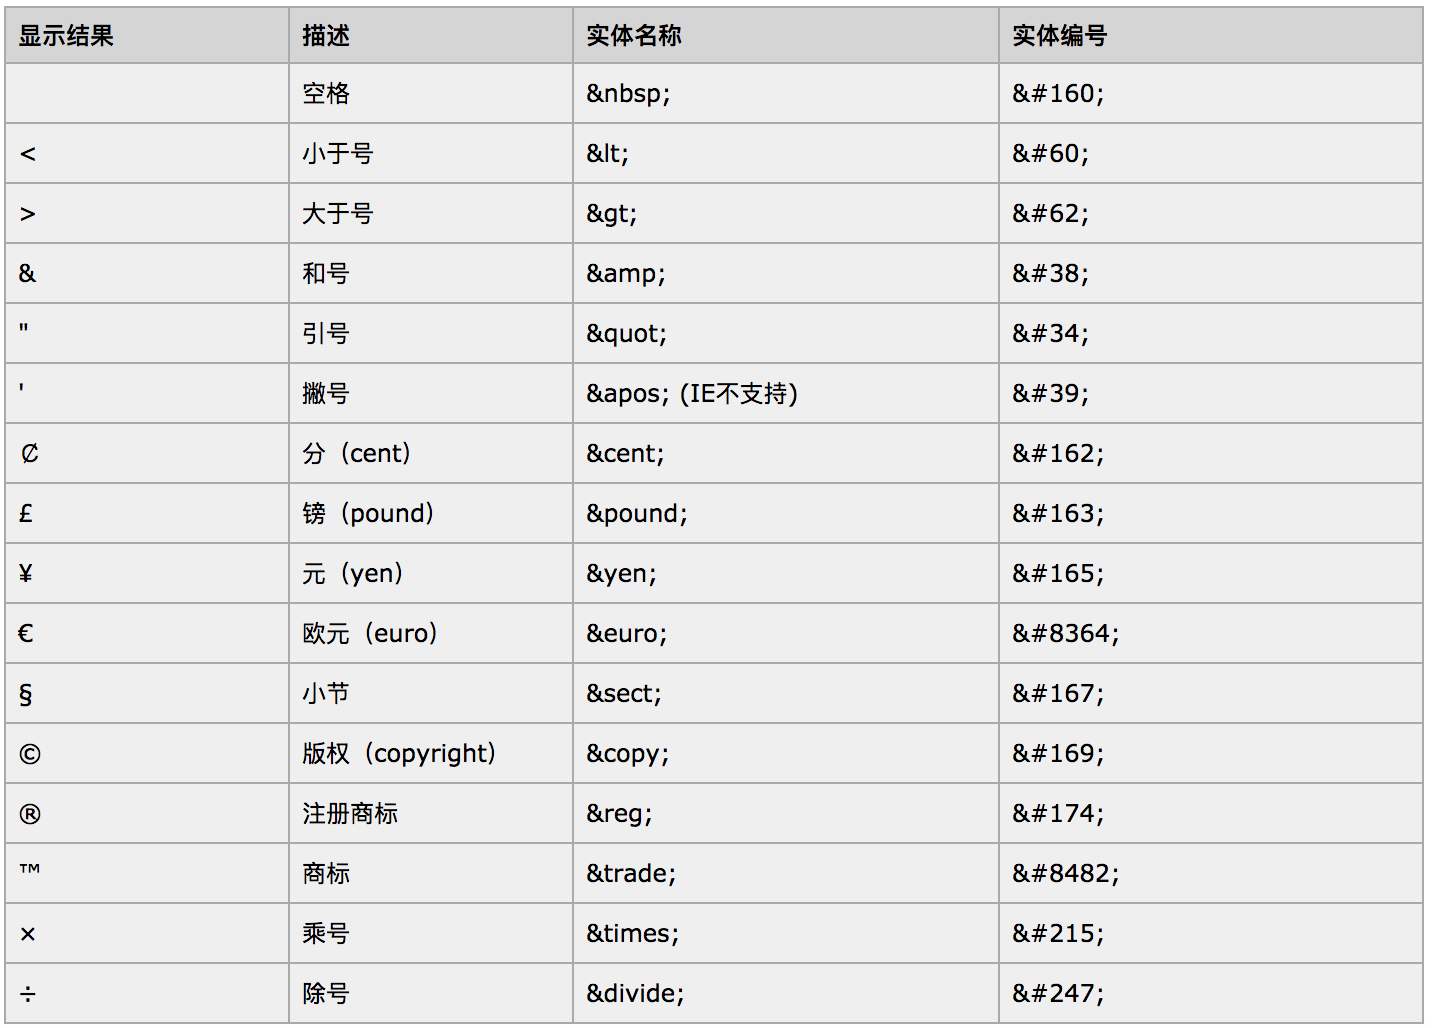 显示结果 描述 实体名称 实体编号
空格 &nbsp; &#160;
< 小于号 &lt; &#60;
> 大于号 &gt; &#62;
& 和号 &amp; &#38;
" 引号 &quot; &#34;
' 撇号 &apos; (IE不支持) &#39;
₡ 分（cent） &cent; &#162;
£ 镑（pound） &pound; &#163;
¥ 元（yen） &yen; &#165;
€ 欧元（euro） &euro; &#8364;
§ 小节 &sect; &#167;
© 版权（copyright） &copy; &#169;
® 注册商标 &reg; &#174;
™ 商标 &trade; &#8482;
× 乘号 &times; &#215;
÷ 除号 &divide; &#247;